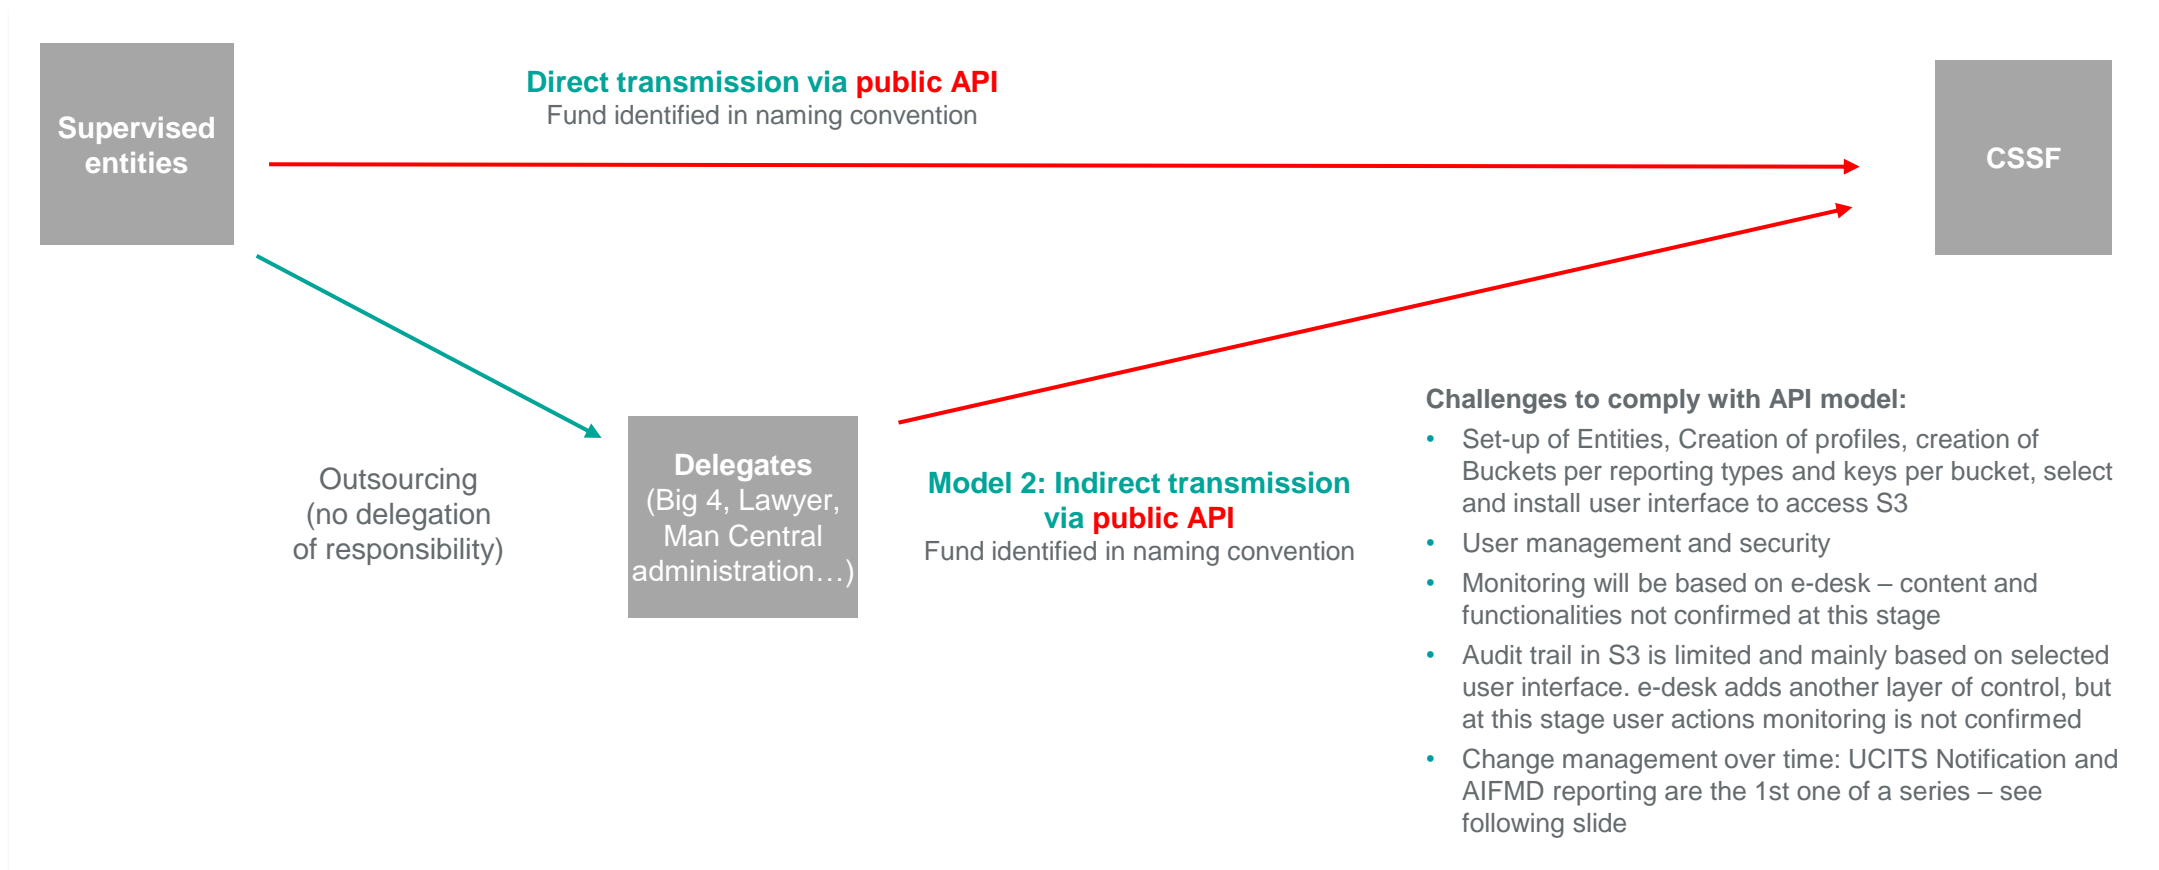 Supervised
entities
Direct transmission via public API
Fund identified in naming convention
CSSF
Outsourcing
(no delegation
of responsibility)
Delegates
(Big 4, Lawyer,
Man Central
administration…)
Model 2: Indirect transmission
via public API
Fund identified in naming convention
Challenges to comply with API model:
• Set-up of Entities, Creation of profiles, creation of
Buckets per reporting types and keys per bucket, select
and install user interface to access S3
• User management and security
• Monitoring will be based on e-desk – content and
functionalities not confirmed at this stage
• Audit trail in S3 is limited and mainly based on selected
user interface. e-desk adds another layer of control, but
at this stage user actions monitoring is not confirmed
• Change management over time: UCITS Notification and
AIFMD reporting are the 1st one of a series – see
following slide